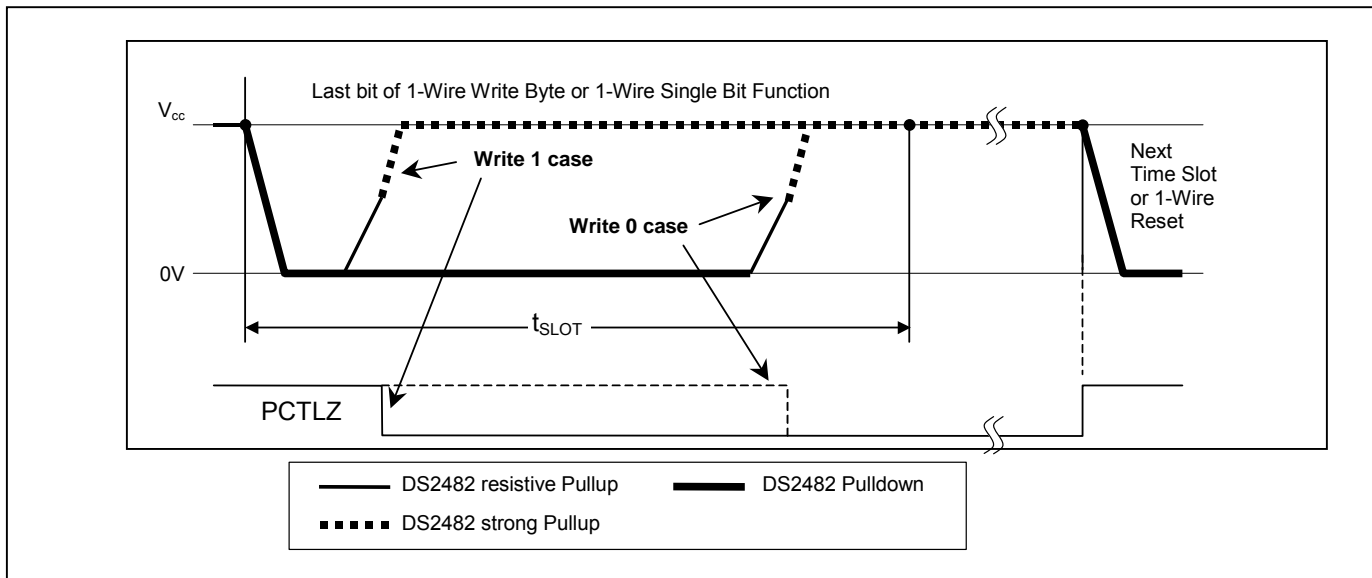 Last bit of 1-Wire Write Byte or 1-Wire Single Bit Function
Vcc
Write 1 case
Next
Time Slot
or 1-Wire
Reset
Write 0 case
0V
tSLOT
PCTLZ
DS2482 resistive Pullup
DS2482 Pulldown
DS2482 strong Pullup